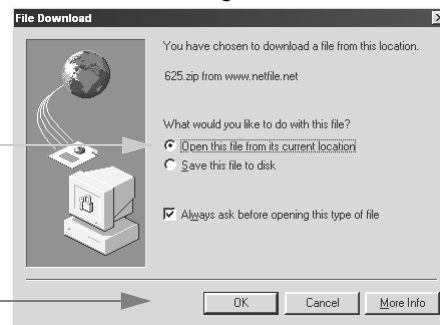 File Download
You have chosen to download a file from this location.
625.zip from www.netfile.net
What would you like to do with this file?
Open this file from its current location
Save this file to disk
Always ask before opening this type of file
OK Cancel More Info